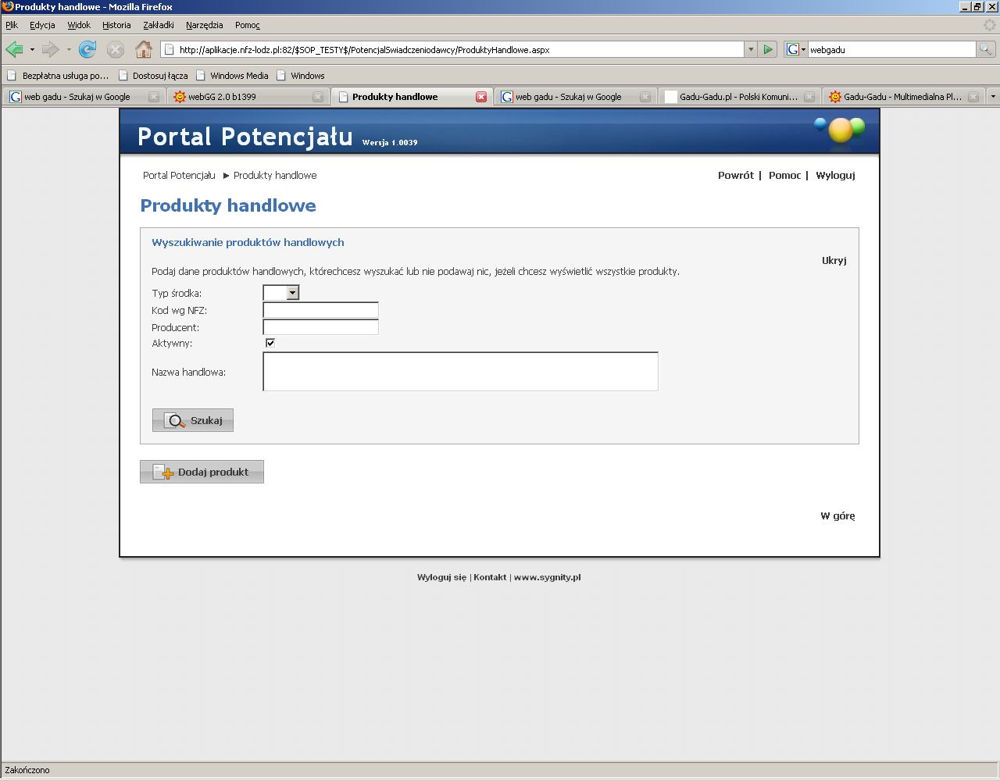 Produkty handlowe - Mozilla Firefox
Plik Edycja Widok Historia Zakładki Narzędzia Pomoc
http://aplikacje.nfz-lodz.pl:82/$SOP_TESTY$/PotencjalSwiadczeniodawcy/ProduktyHandlowe.aspx G webgadu
Bezpłatna usługa po... Dostosuj łącza Windows Media Windows
G web gadu - Szukaj w Google webGG 2.0 b1399 Produkty handlowe G web gadu - Szukaj w Google Gadu-Gadu.pl - Polski Komuni... Gadu-Gadu - Multimedialna Pl...
Portal Potencjału Wersja 1.0039
Portal Potencjału ► Produkty handlowe Powrót | Pomoc | Wyloguj
Produkty handlowe
Wyszukiwanie produktów handlowych
Ukryj
Podaj dane produktów handlowych, którechcesz wyszukać lub nie podawaj nic, jeżeli chcesz wyświetlić wszystkie produkty.
Typ środka:
Kod wg NFZ:
Producent:
Aktywny:
Nazwa handlowa:
Szukaj
Dodaj produkt
W górę
Wyloguj się | Kontakt | www.sygnity.pl
Zakończono